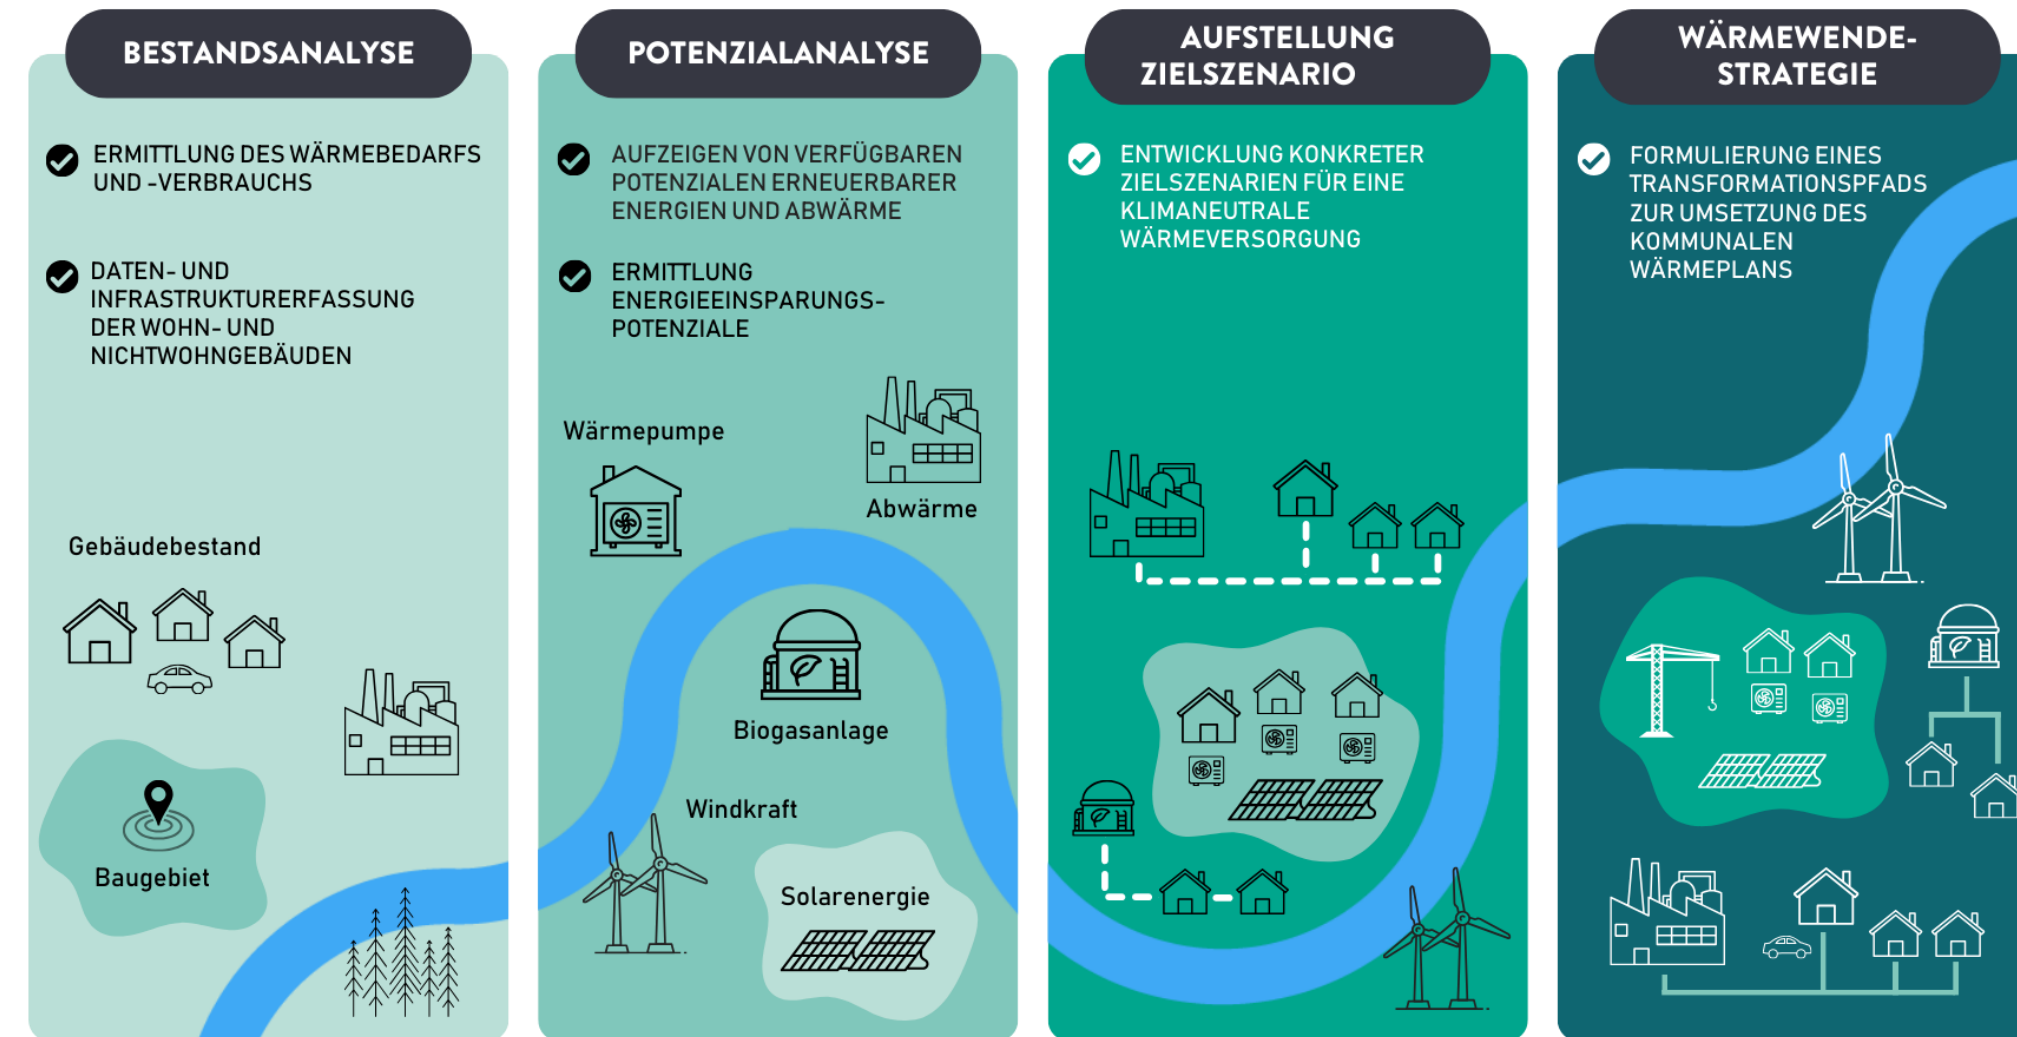 BESTANDSANALYSE
ERMITTLUNG DES WÄRMEBEDARFS
UND -VERBRAUCHS
DATEN- UND
INFRASTRUKTURERFASSUNG
DER WOHN- UND
NICHTWOHNGEBÄUDEN
Gebäudebestand
Baugebiet
POTENZIALANALYSE
AUFZEIGEN VON VERFÜGBAREN
POTENZIALEN ERNEUERBARER
ENERGIEN UND ABWÄRME
ERMITTLUNG
ENERGIEEINSPARUNGS-
POTENZIALE
Wärmepumpe
Abwärme
Biogasanlage
Windkraft
Solarenergie
AUFSTELLUNG
ZIELSZENARIO
ENTWICKLUNG KONKRETER
ZIELSZENARIEN FÜR EINE
KLIMANEUTRALE
WÄRMEVERSORGUNG
WÄRMEWENDE-
STRATEGIE
FORMULIERUNG EINES
TRANSFORMATIONSPFADS
ZUR UMSETZUNG DES
KOMMUNALEN
WÄRMEPLANS